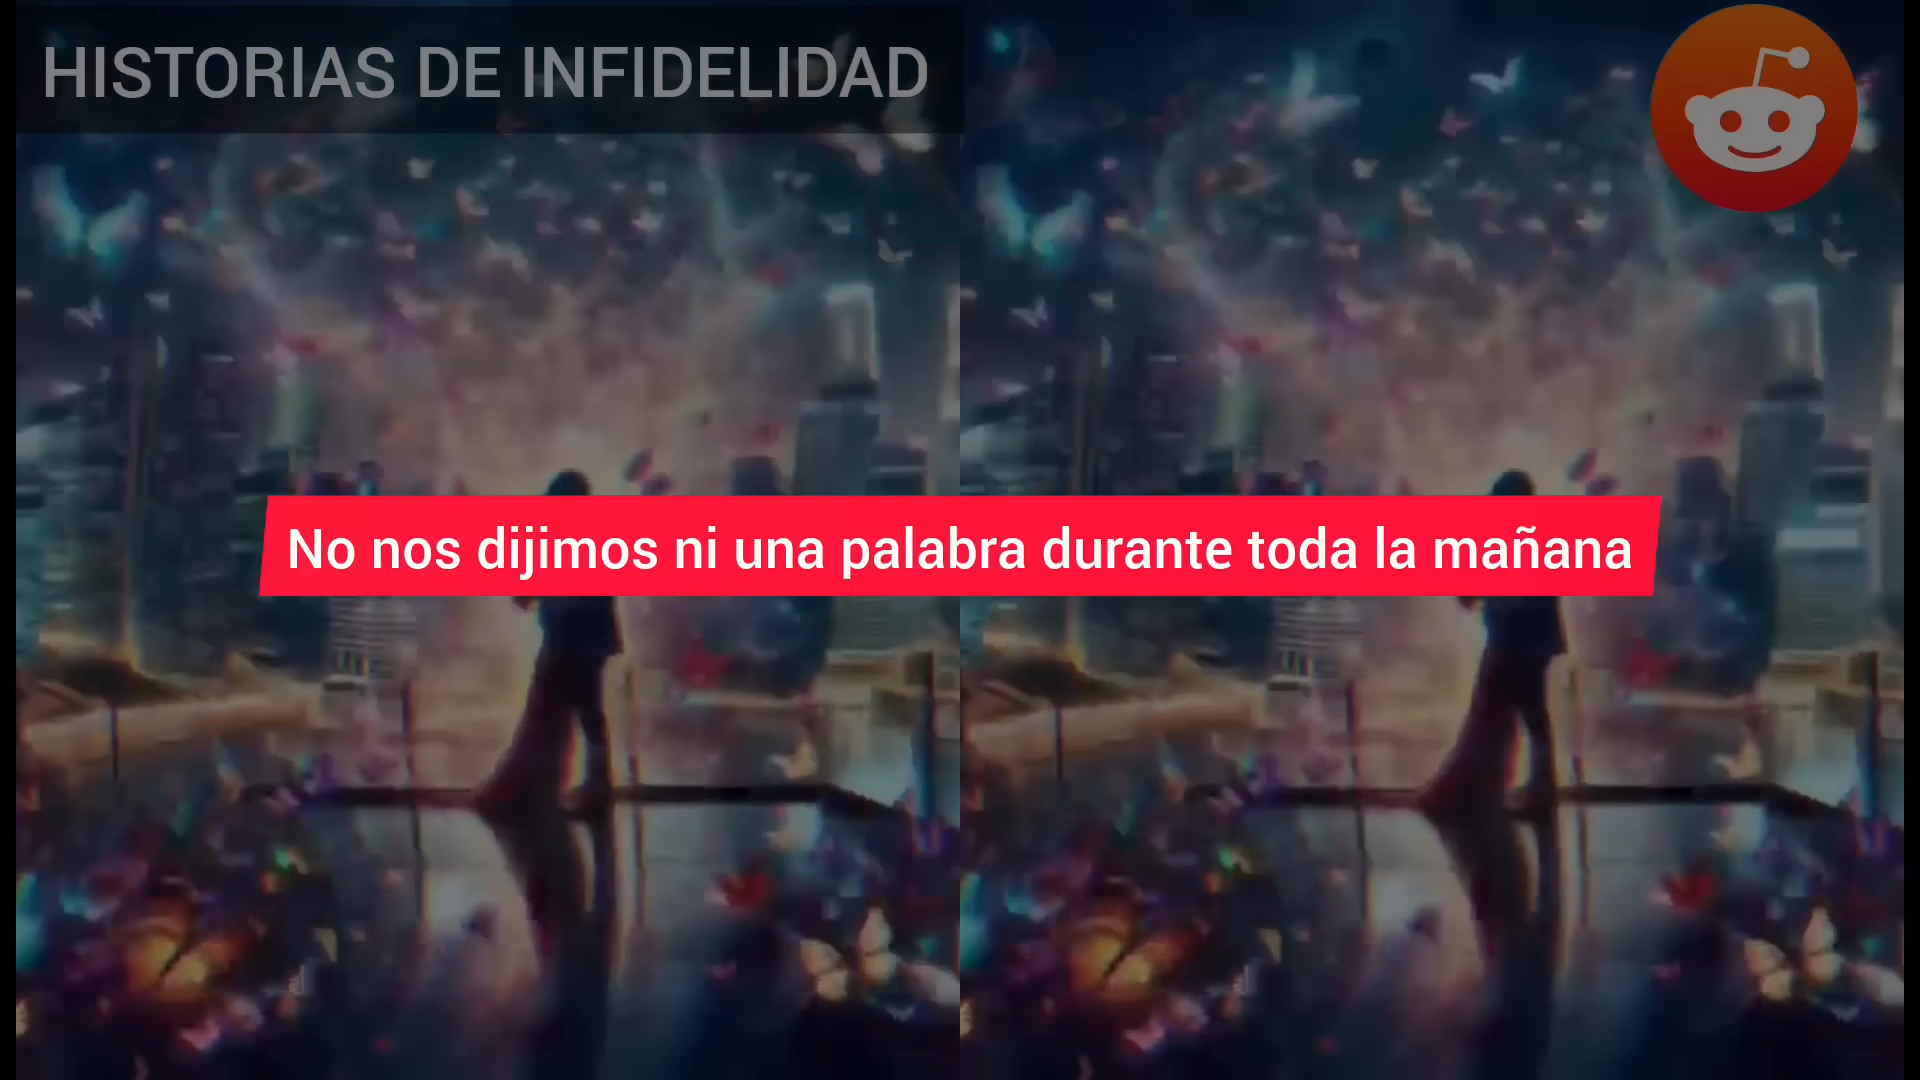 HISTORIAS DE INFIDELIDAD
No nos dijimos ni una palabra durante toda la mañana